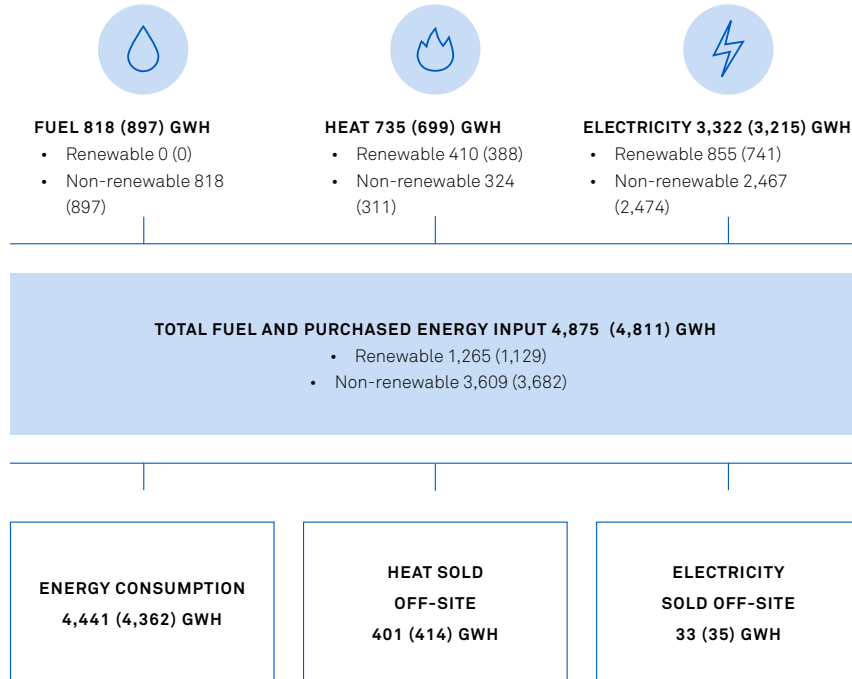 FUEL 818 (897) GWH
• Renewable 0 (0)
• Non-renewable 818
(897)
HEAT 735 (699) GWH
• Renewable 410 (388)
• Non-renewable 324
(311)
ELECTRICITY 3,322 (3,215) GWH
• Renewable 855 (741)
• Non-renewable 2,467
(2,474)
TOTAL FUEL AND PURCHASED ENERGY INPUT 4,875 (4,811) GWH
• Renewable 1,265 (1,129)
• Non-renewable 3,609 (3,682)
ENERGY CONSUMPTION
4,441 (4,362) GWH
HEAT SOLD
OFF-SITE
401 (414) GWH
ELECTRICITY
SOLD OFF-SITE
33 (35) GWH